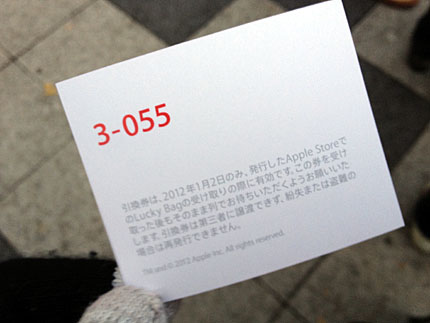 3-055
引換券は、2012年1月2日のみ、発行したApple Storeで
のLucky Bagの受け取りの際に有効です。この券を受け
取った後もそのまま列でお待ちいただくようお願いいた
します。引換券は第三者に譲渡できず、紛失または盗難の
場合は再発行できません。
TM and © 2012 Apple Inc. All rights reserved.